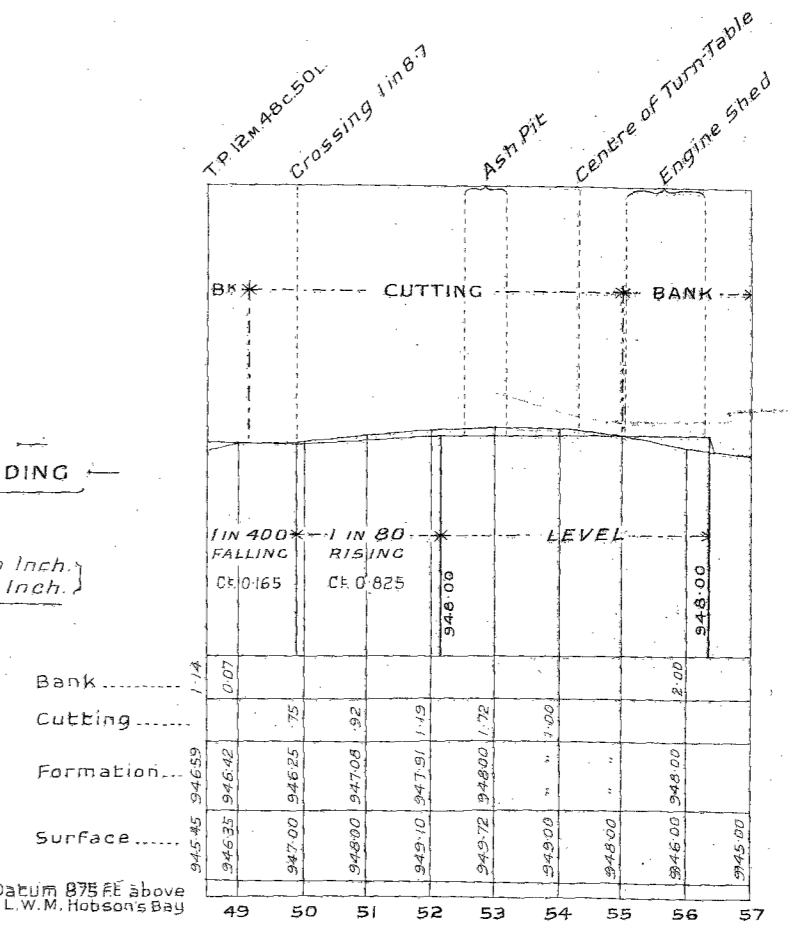 T.P. 12M.48C.50L.
Crossing 1 in 8·7
Ash Pit
Centre of Turn-Table
Engine Shed
BK CUTTING BANK
DING
1 IN 400 1 IN 80 LEVEL
FALLING RISING
Ct 0·165 Ct 0·825
948·00 948·00
Inch.
Inch.
Bank 1·14 0·07 2·00
Cutting ·75 ·92 1·19 1·72 1·00
Formation 946·59 946·42 946·25 947·08 947·91 948·00 " " 948·00
Surface 945·45 946·35 947·00 948·00 949·10 949·72 949·00 948·00 946·00 945·00
Datum 875 Ft above
L.W.M. Hobson's Bay
49 50 51 52 53 54 55 56 57